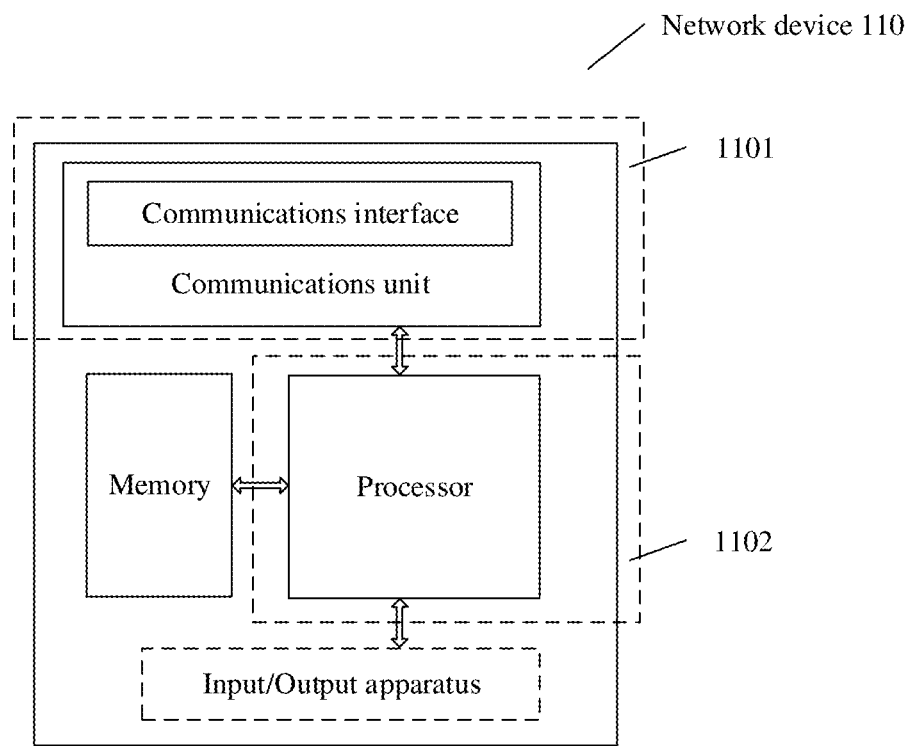 Network device 110
1101
Communications interface
Communications unit
Memory
Processor
1102
Input/Output apparatus